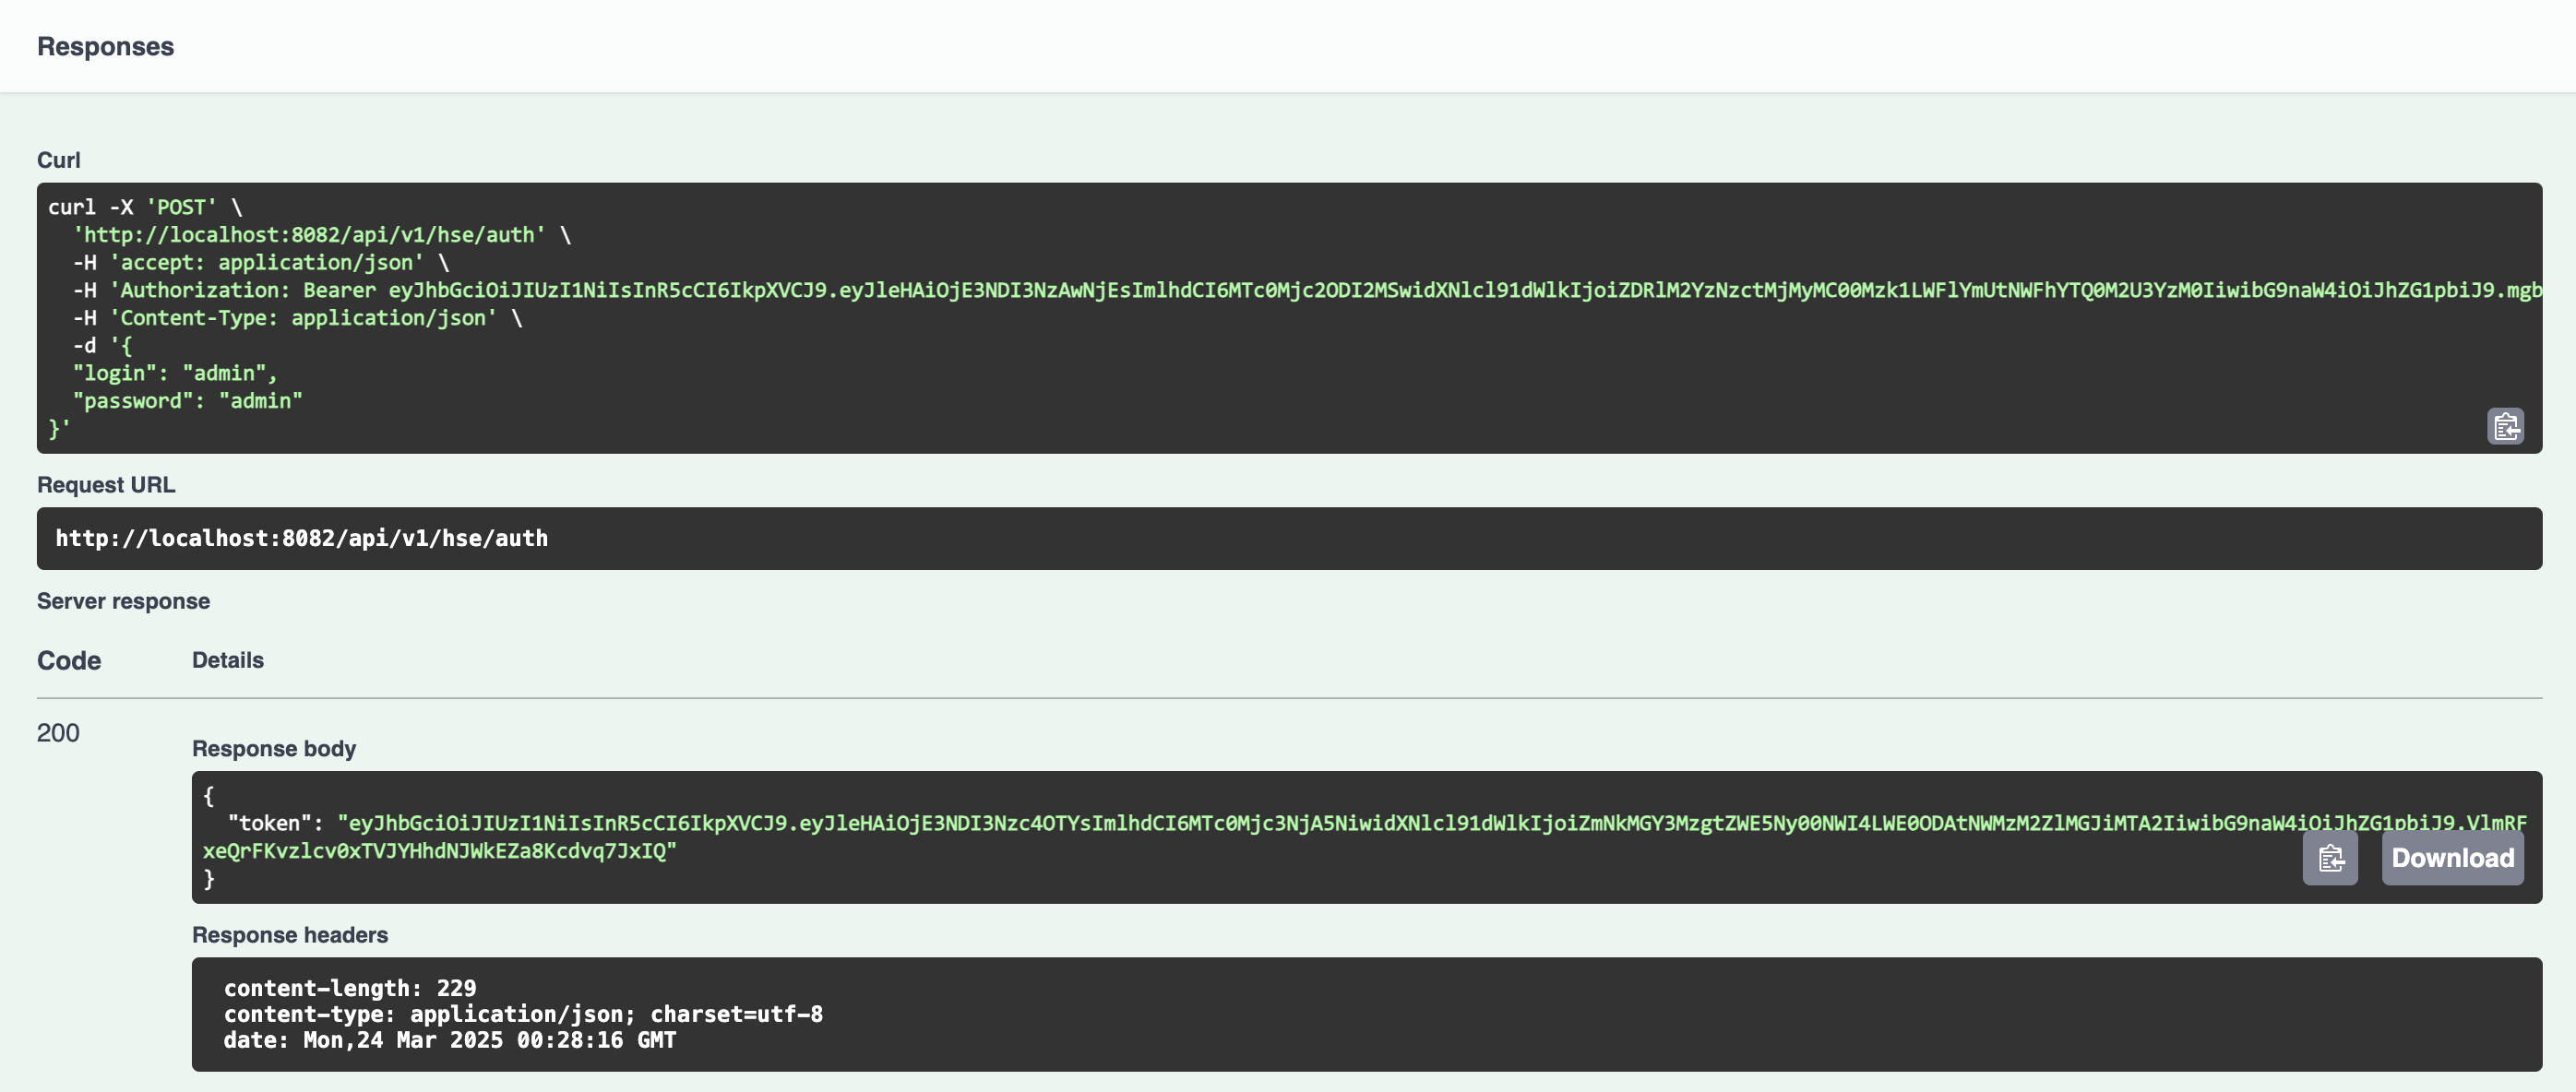 Responses
Curl
curl -X 'POST' \
'http://localhost:8082/api/v1/hse/auth' \
-H 'accept: application/json' \
-H 'Authorization: Bearer eyJhbGciOiJIUzI1NiIsInR5cCI6IkpXVCJ9.eyJleHAiOjE3NDI3NzAwNjEsImlhdCI6MTc0Mjc2ODI2MSwidXNlcl91dWlkIjoiZDRlM2YzNzctMjMyMC00Mzk1LWFlYmUtNWFhYTQ0M2U3YzM0IiwibG9naW4iOiJhZG1pbiJ9.mgb
-H 'Content-Type: application/json' \
-d '{
"login": "admin",
"password": "admin"
}'
Request URL
http://localhost:8082/api/v1/hse/auth
Server response
Code Details
200
Response body
{
"token": "eyJhbGciOiJIUzI1NiIsInR5cCI6IkpXVCJ9.eyJleHAiOjE3NDI3Nzc4OTYsImlhdCI6MTc0Mjc3NjA5NiwidXNlcl91dWlkIjoiZmNkMGY3MzgtZWE5Ny00NWI4LWE0ODAtNWMzM2ZlMGJiMTA2IiwibG9naW4iOiJhZG1pbiJ9.VlmRF
xeQrFKvzlcv0xTVJYHhdNJWkEZa8Kcdvq7JxIQ"
}
Download
Response headers
content-length: 229
content-type: application/json; charset=utf-8
date: Mon,24 Mar 2025 00:28:16 GMT